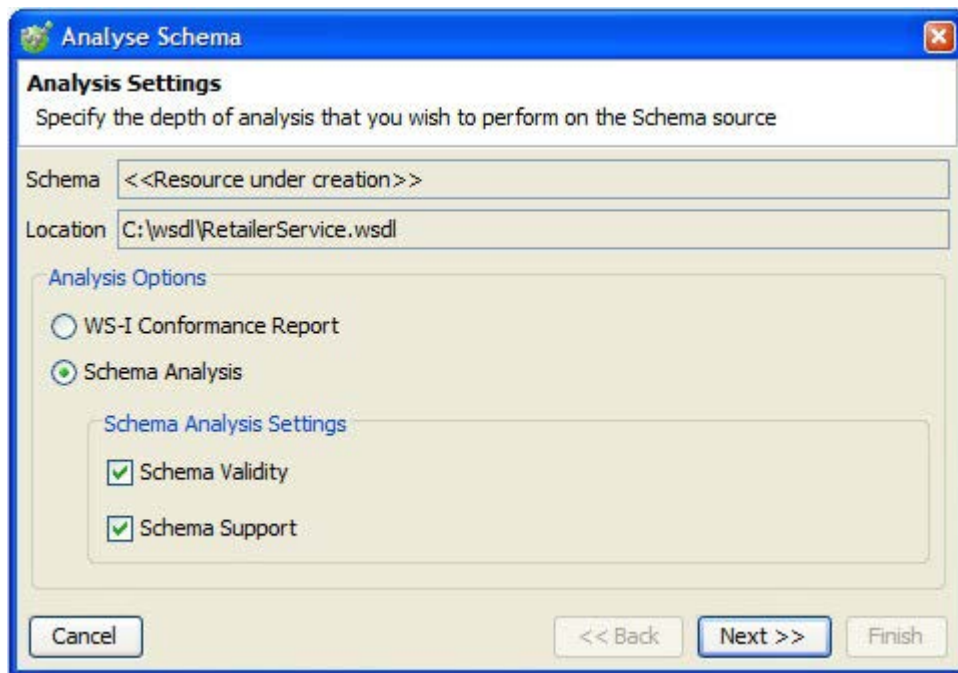 Analyse Schema
Analysis Settings
Specify the depth of analysis that you wish to perform on the Schema source
Schema <<Resource under creation>>
Location C:\wsdl\RetailerService.wsdl
Analysis Options
WS-I Conformance Report
Schema Analysis
Schema Analysis Settings
Schema Validity
Schema Support
Cancel << Back Next >> Finish